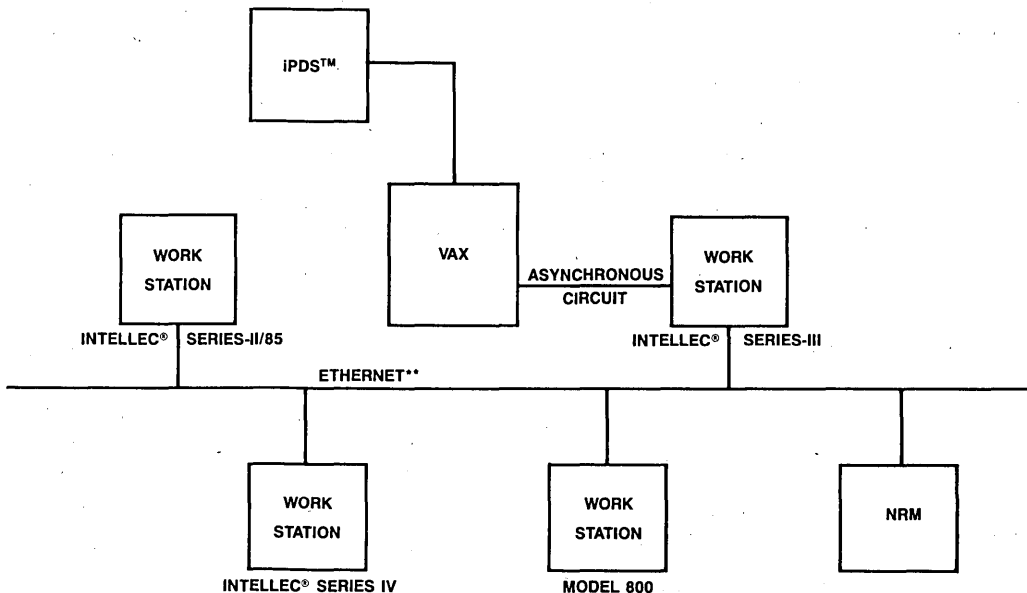 iPDS™
VAX
WORK
STATION
INTELLEC® SERIES-II/85
ASYNCHRONOUS
CIRCUIT
WORK
STATION
INTELLEC® SERIES-III
ETHERNET**
WORK
STATION
INTELLEC® SERIES IV
WORK
STATION
MODEL 800
NRM